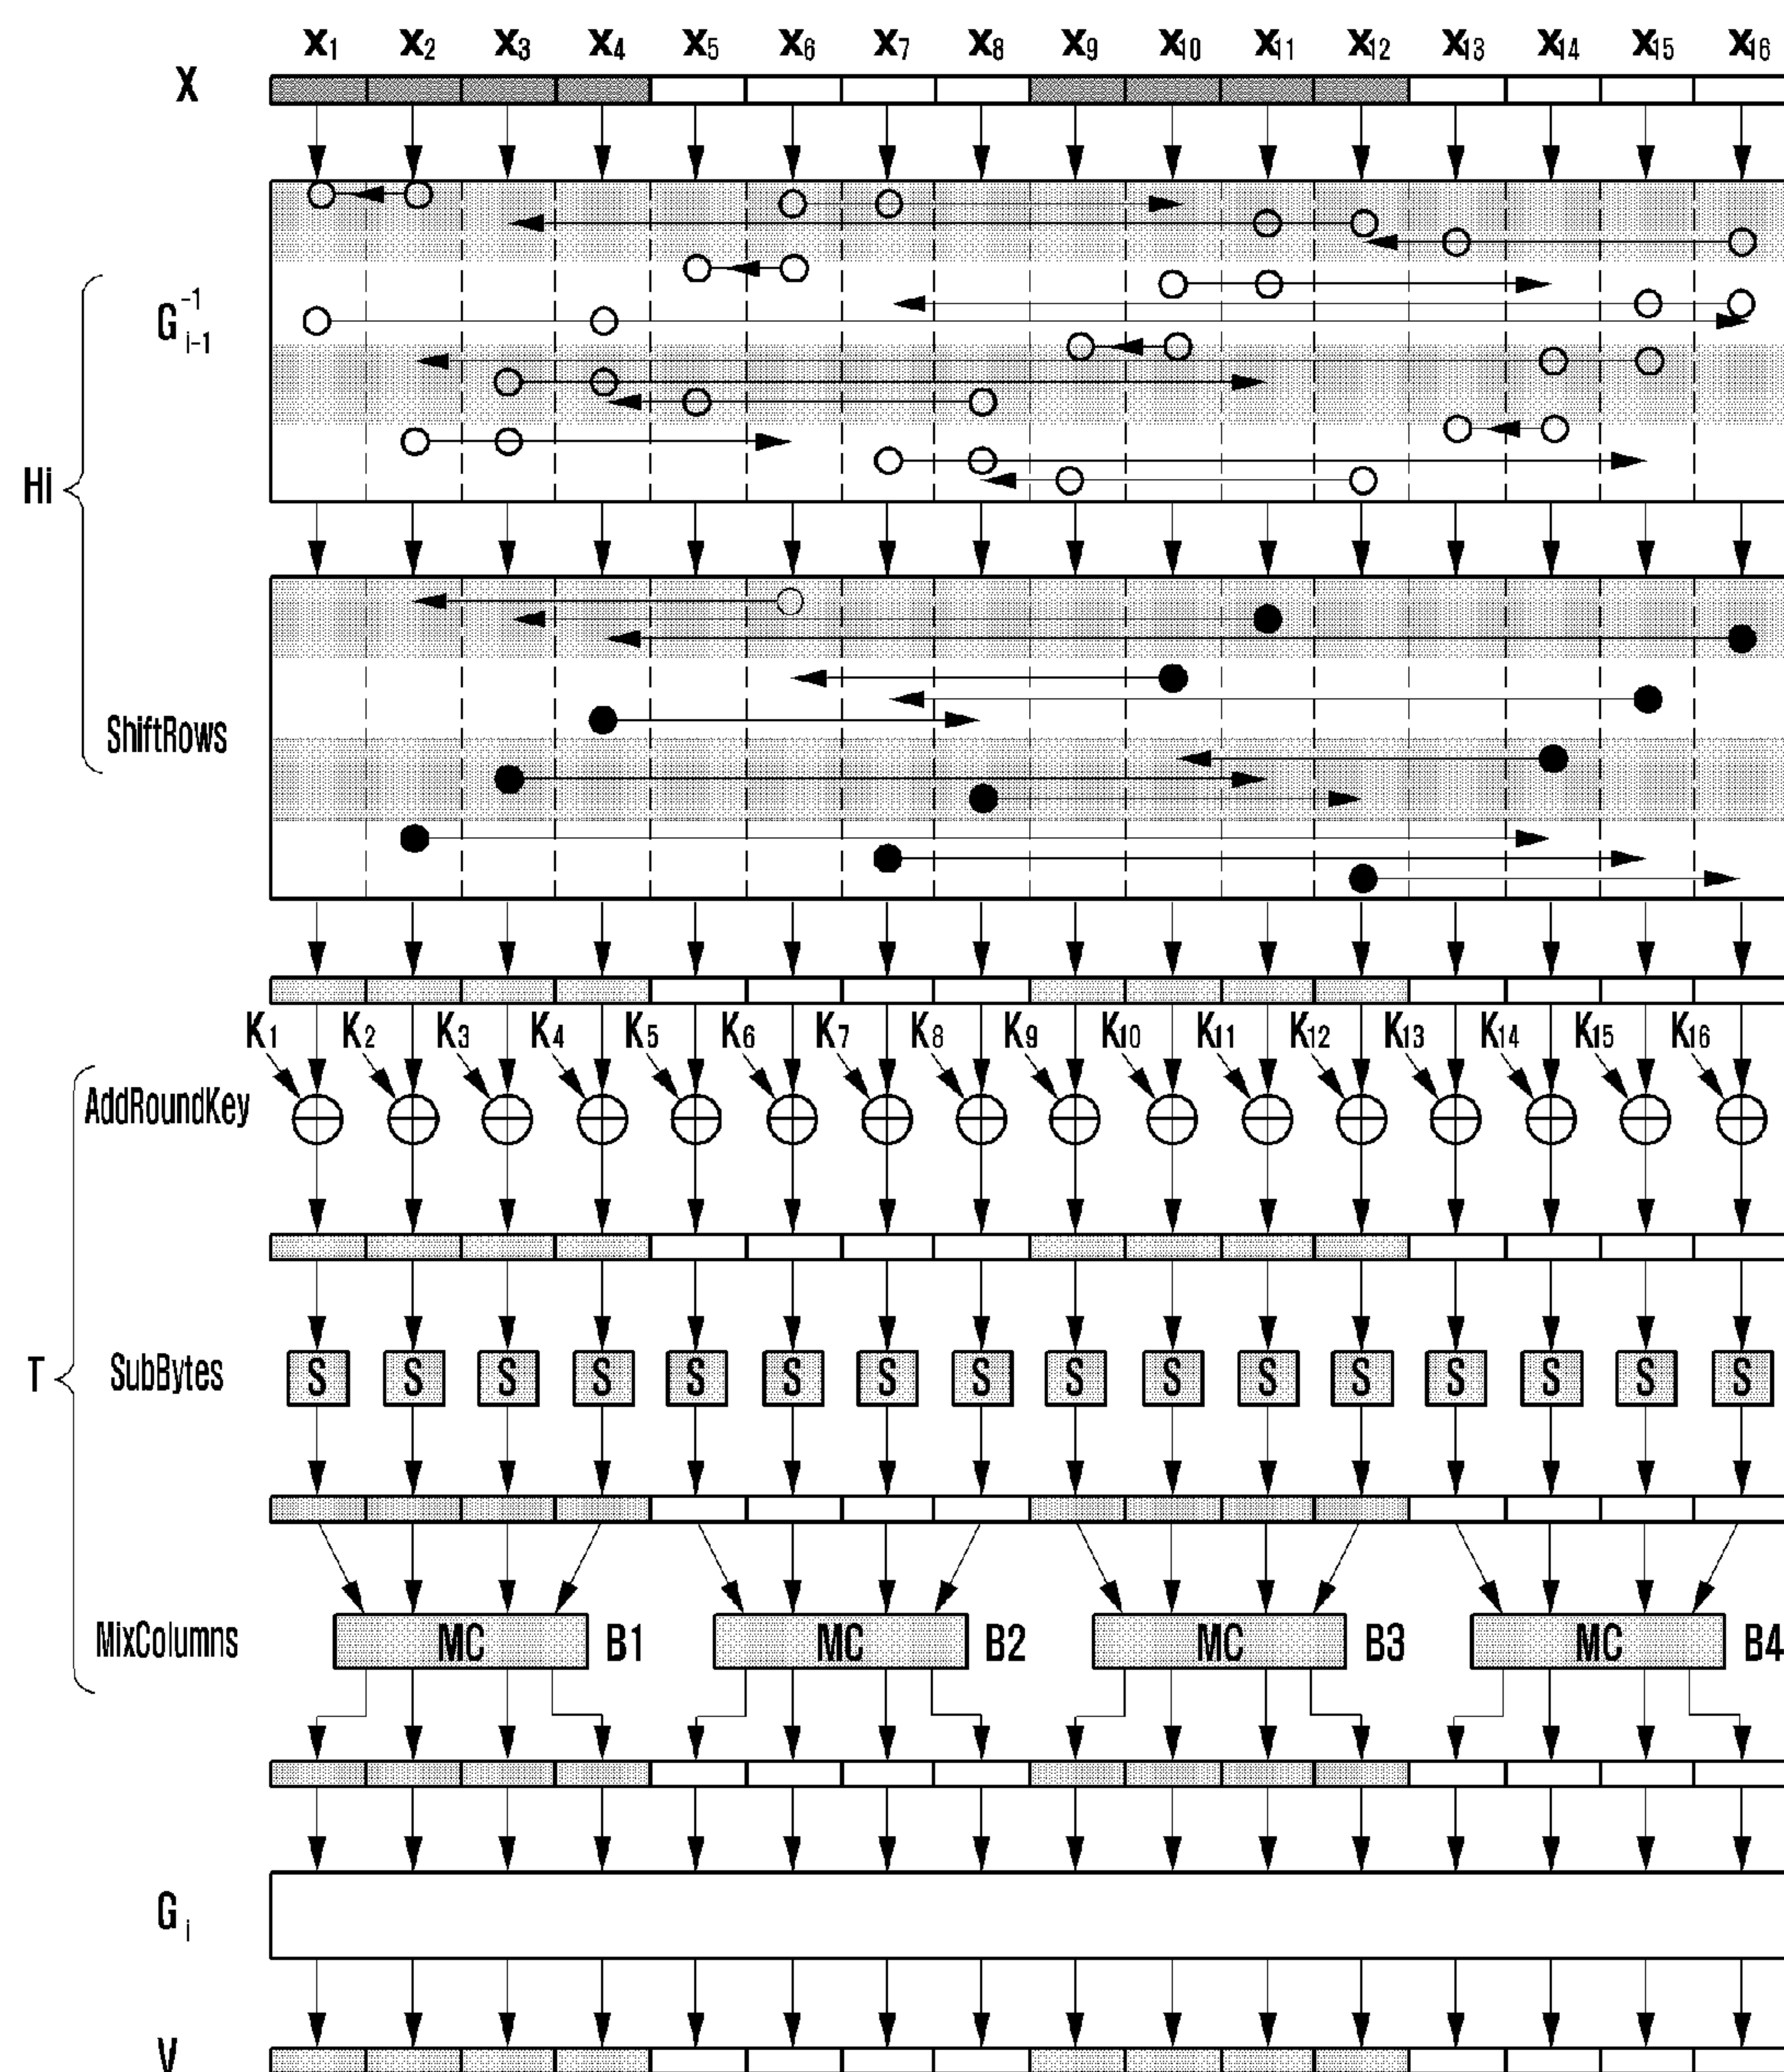 X1 X2 X3 X4 X5 X6 X7 X8 X9 X10 X11 X12 X13 X14 X15 X16
X
G -1 i-1
Hi
ShiftRows
K1 K2 K3 K4 K5 K6 K7 K8 K9 K10 K11 K12 K13 K14 K15 K16
AddRoundKey
T
SubBytes
S S S S S S S S S S S S S S S S
MixColumns
MC B1 MC B2 MC B3 MC B4
G i